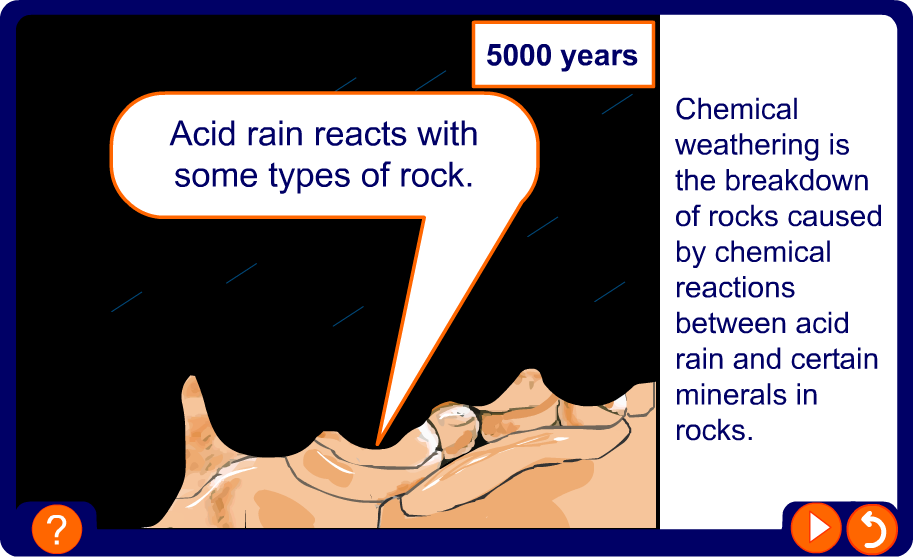 5000 years
Acid rain reacts with
some types of rock.
Chemical
weathering is
the breakdown
of rocks caused
by chemical
reactions
between acid
rain and certain
minerals in
rocks.
?